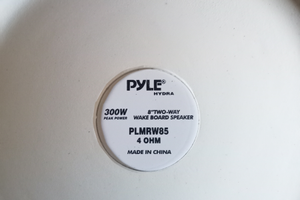 PYLE®
HYDRA
300W
PEAK POWER
8" TWO-WAY
WAKE BOARD SPEAKER
PLMRW85
4 OHM
MADE IN CHINA